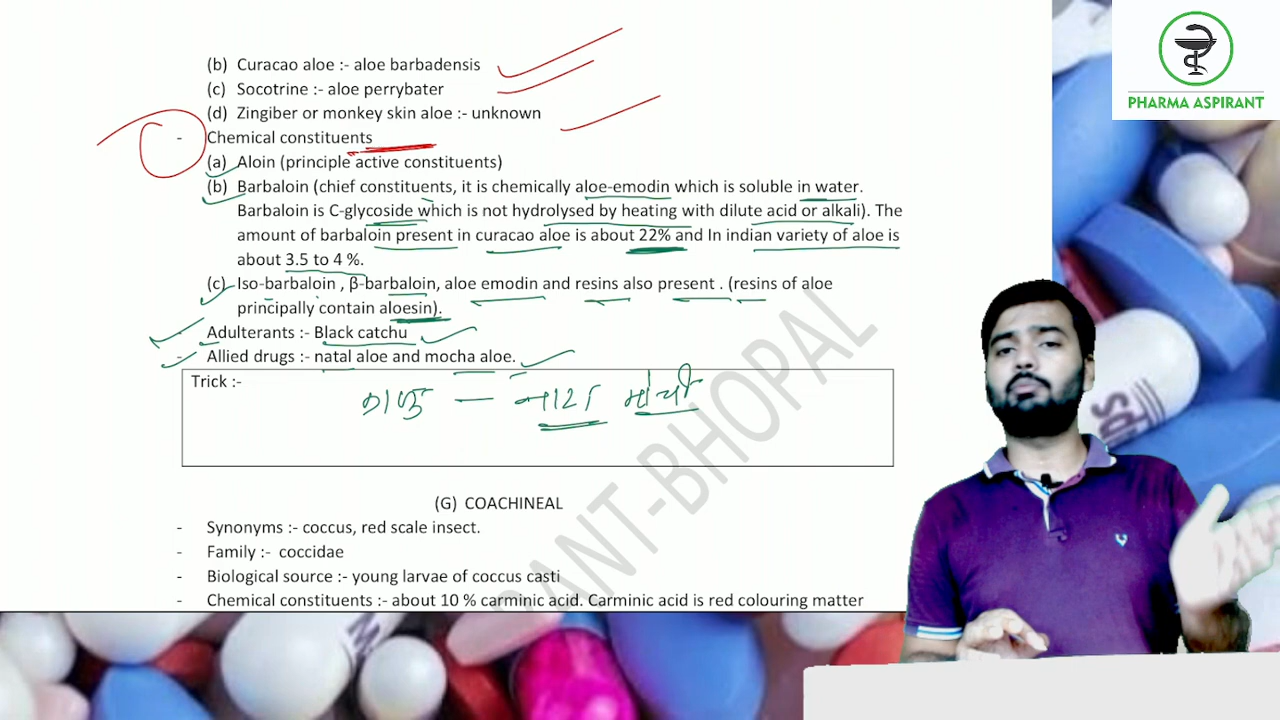 (b) Curacao aloe :- aloe barbadensis
(c) Socotrine :- aloe perrybater
(d) Zingiber or monkey skin aloe :- unknown
- Chemical constituents
(a) Aloin (principle active constituents)
(b) Barbaloin (chief constituents, it is chemically aloe-emodin which is soluble in water.
Barbaloin is C-glycoside which is not hydrolysed by heating with dilute acid or alkali). The
amount of barbaloin present in curacao aloe is about 22% and In indian variety of aloe is
about 3.5 to 4 %.
(c) Iso-barbaloin , β-barbaloin, aloe emodin and resins also present . (resins of aloe
principally contain aloesin).
- Adulterants :- Black catchu
- Allied drugs :- natal aloe and mocha aloe.
Trick :-
(G) COACHINEAL
- Synonyms :- coccus, red scale insect.
- Family :- coccidae
- Biological source :- young larvae of coccus casti
- Chemical constituents :- about 10 % carminic acid. Carminic acid is red colouring matter
PHARMA ASPIRANT
ANT-BHOPAL